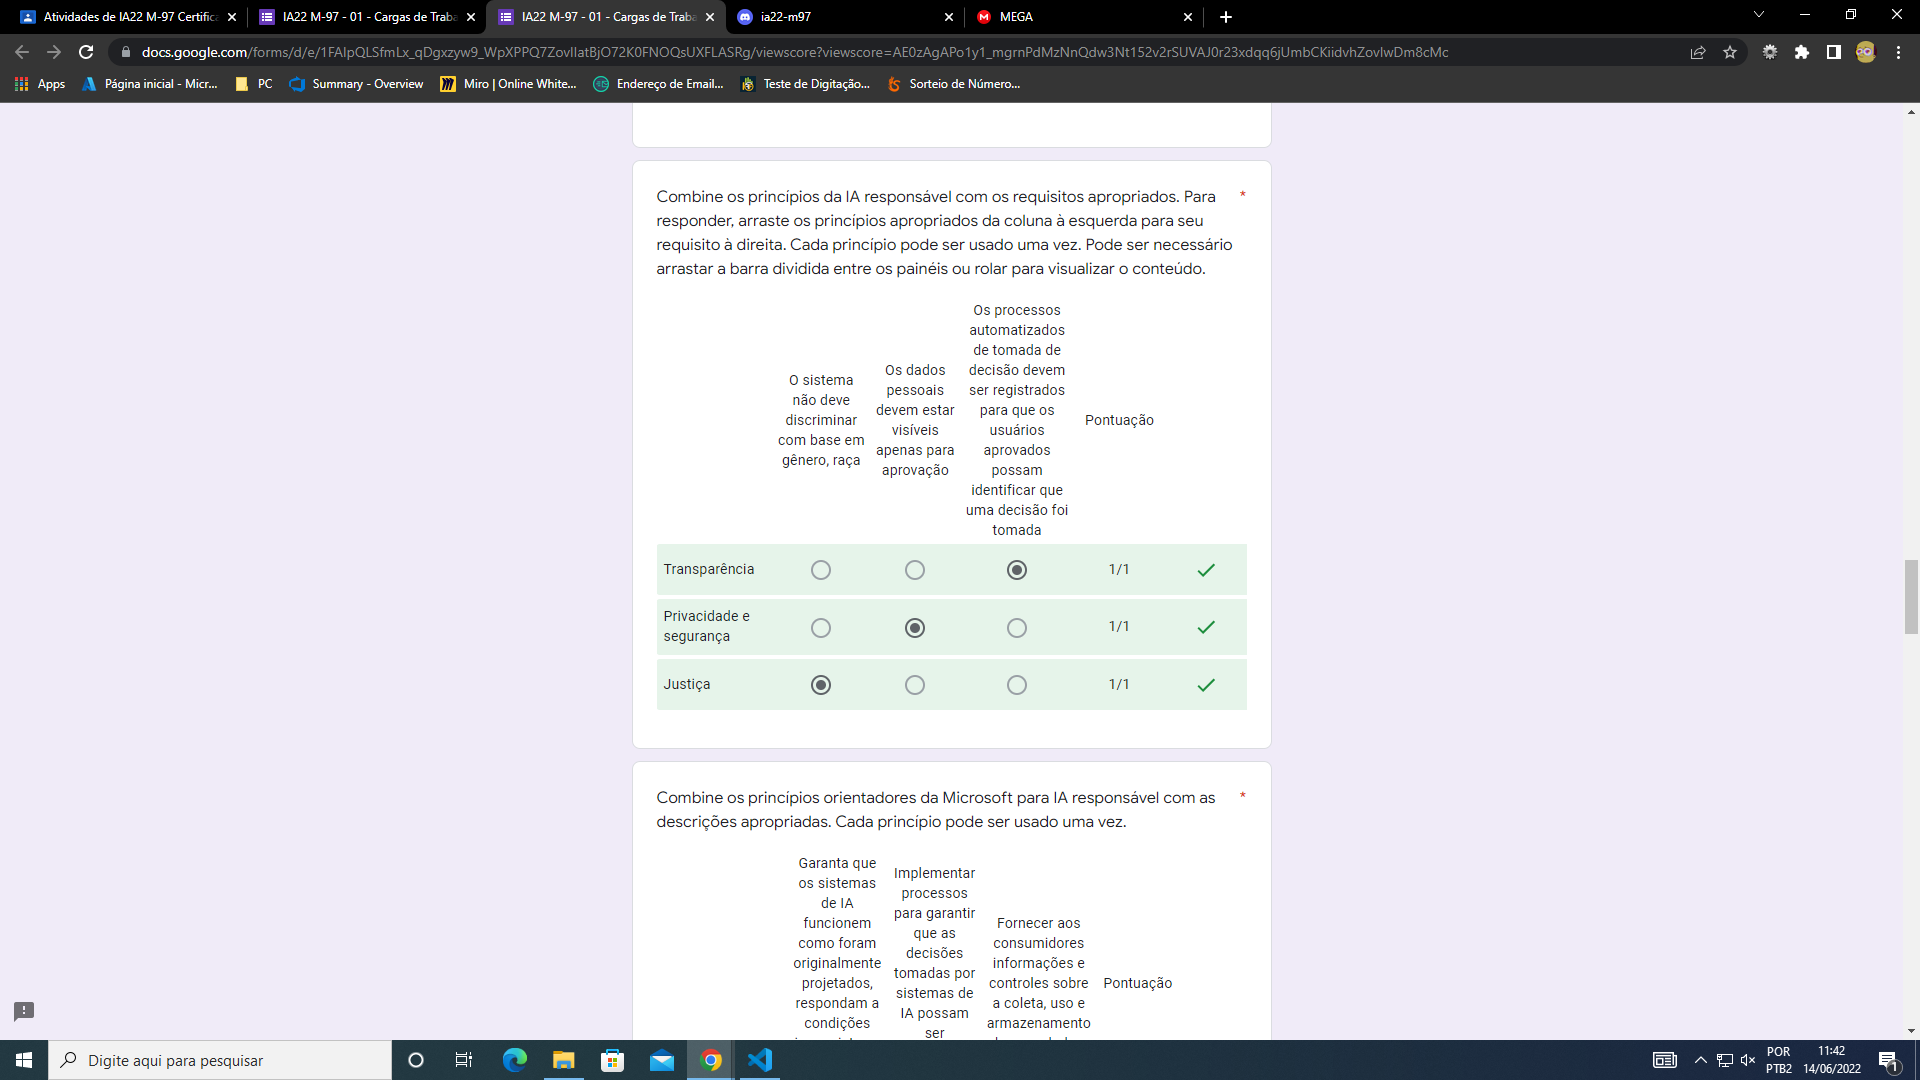 Atividades de IA22 M-97 Certifica
IA22 M-97 - 01 - Cargas de Traba
IA22 M-97 - 01 - Cargas de Traba
ia22-m97
MEGA
docs.google.com/forms/d/e/1FAIpQLSfmLx_qDgxzyw9_WpXPPQ7ZovIIatBjO72K0FNOQsUXFLASRg/viewscore?viewscore=AE0zAgAPo1y1_mgrnPdMzNnQdw3Nt152v2rSUVAJ0r23xdqq6jUmbCKiidvhZovIwDm8cMc
Apps
Página inicial - Micr...
PC
Summary - Overview
Miro | Online White...
Endereço de Email...
Teste de Digitação...
Sorteio de Número...
Combine os princípios da IA responsável com os requisitos apropriados. Para *
responder, arraste os princípios apropriados da coluna à esquerda para seu
requisito à direita. Cada princípio pode ser usado uma vez. Pode ser necessário
arrastar a barra dividida entre os painéis ou rolar para visualizar o conteúdo.
O sistema
não deve
discriminar
com base em
gênero, raça
Os dados
pessoais
devem estar
visíveis
apenas para
aprovação
Os processos
automatizados
de tomada de
decisão devem
ser registrados
para que os
usuários
aprovados
possam
identificar que
uma decisão foi
tomada
Pontuação
Transparência 1/1
Privacidade e
segurança 1/1
Justiça 1/1
Combine os princípios orientadores da Microsoft para IA responsável com as *
descrições apropriadas. Cada princípio pode ser usado uma vez.
Garanta que
os sistemas
de IA
funcionem
como foram
originalmente
projetados,
respondam a
condições
Implementar
processos
para garantir
que as
decisões
tomadas por
sistemas de
IA possam
ser
Fornecer aos
consumidores
informações e
controles sobre
a coleta, uso e
armazenamento
Pontuação
Digite aqui para pesquisar
POR
PTB2
11:42
14/06/2022
1